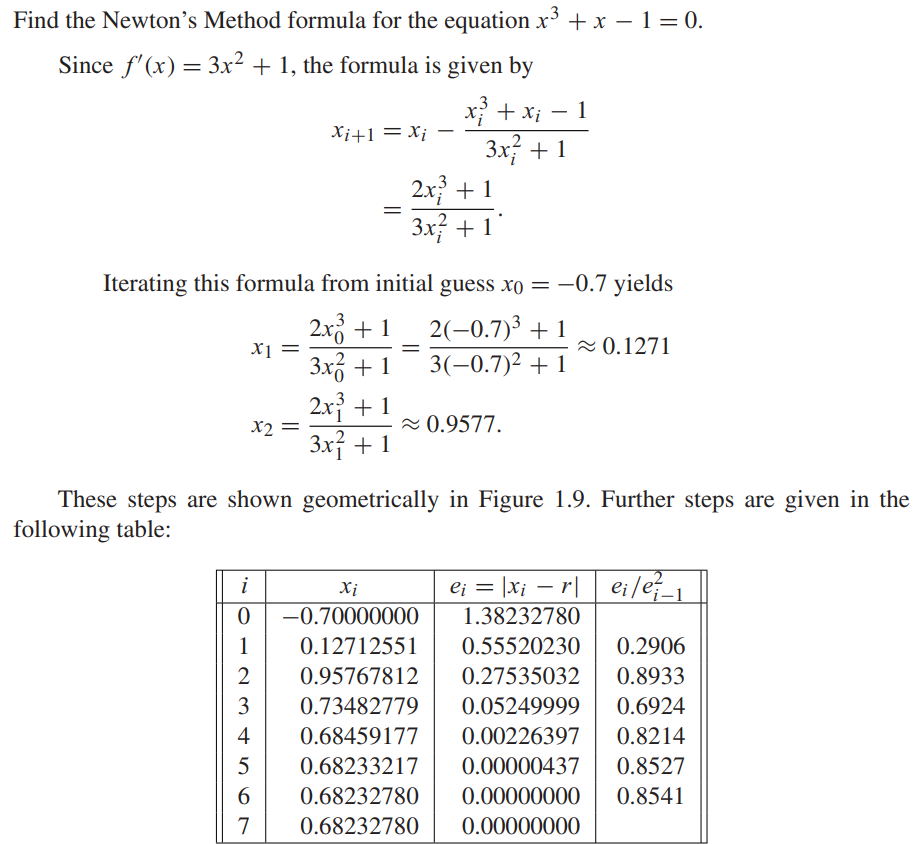 Find the Newton's Method formula for the equation x³ + x − 1 = 0.
Since f′(x) = 3x² + 1, the formula is given by
x_{i+1} = x_i − \frac{x_i^3 + x_i − 1}{3x_i^2 + 1}
= \frac{2x_i^3 + 1}{3x_i^2 + 1}.
Iterating this formula from initial guess x_0 = −0.7 yields
x_1 = \frac{2x_0^3 + 1}{3x_0^2 + 1} = \frac{2(−0.7)^3 + 1}{3(−0.7)^2 + 1} ≈ 0.1271
x_2 = \frac{2x_1^3 + 1}{3x_1^2 + 1} ≈ 0.9577.
These steps are shown geometrically in Figure 1.9. Further steps are given in the
following table:
i x_i e_i = |x_i − r| e_i/e_{i−1}^2
0 −0.70000000 1.38232780
1 0.12712551 0.55520230 0.2906
2 0.95767812 0.27535032 0.8933
3 0.73482779 0.05249999 0.6924
4 0.68459177 0.00226397 0.8214
5 0.68233217 0.00000437 0.8527
6 0.68232780 0.00000000 0.8541
7 0.68232780 0.00000000